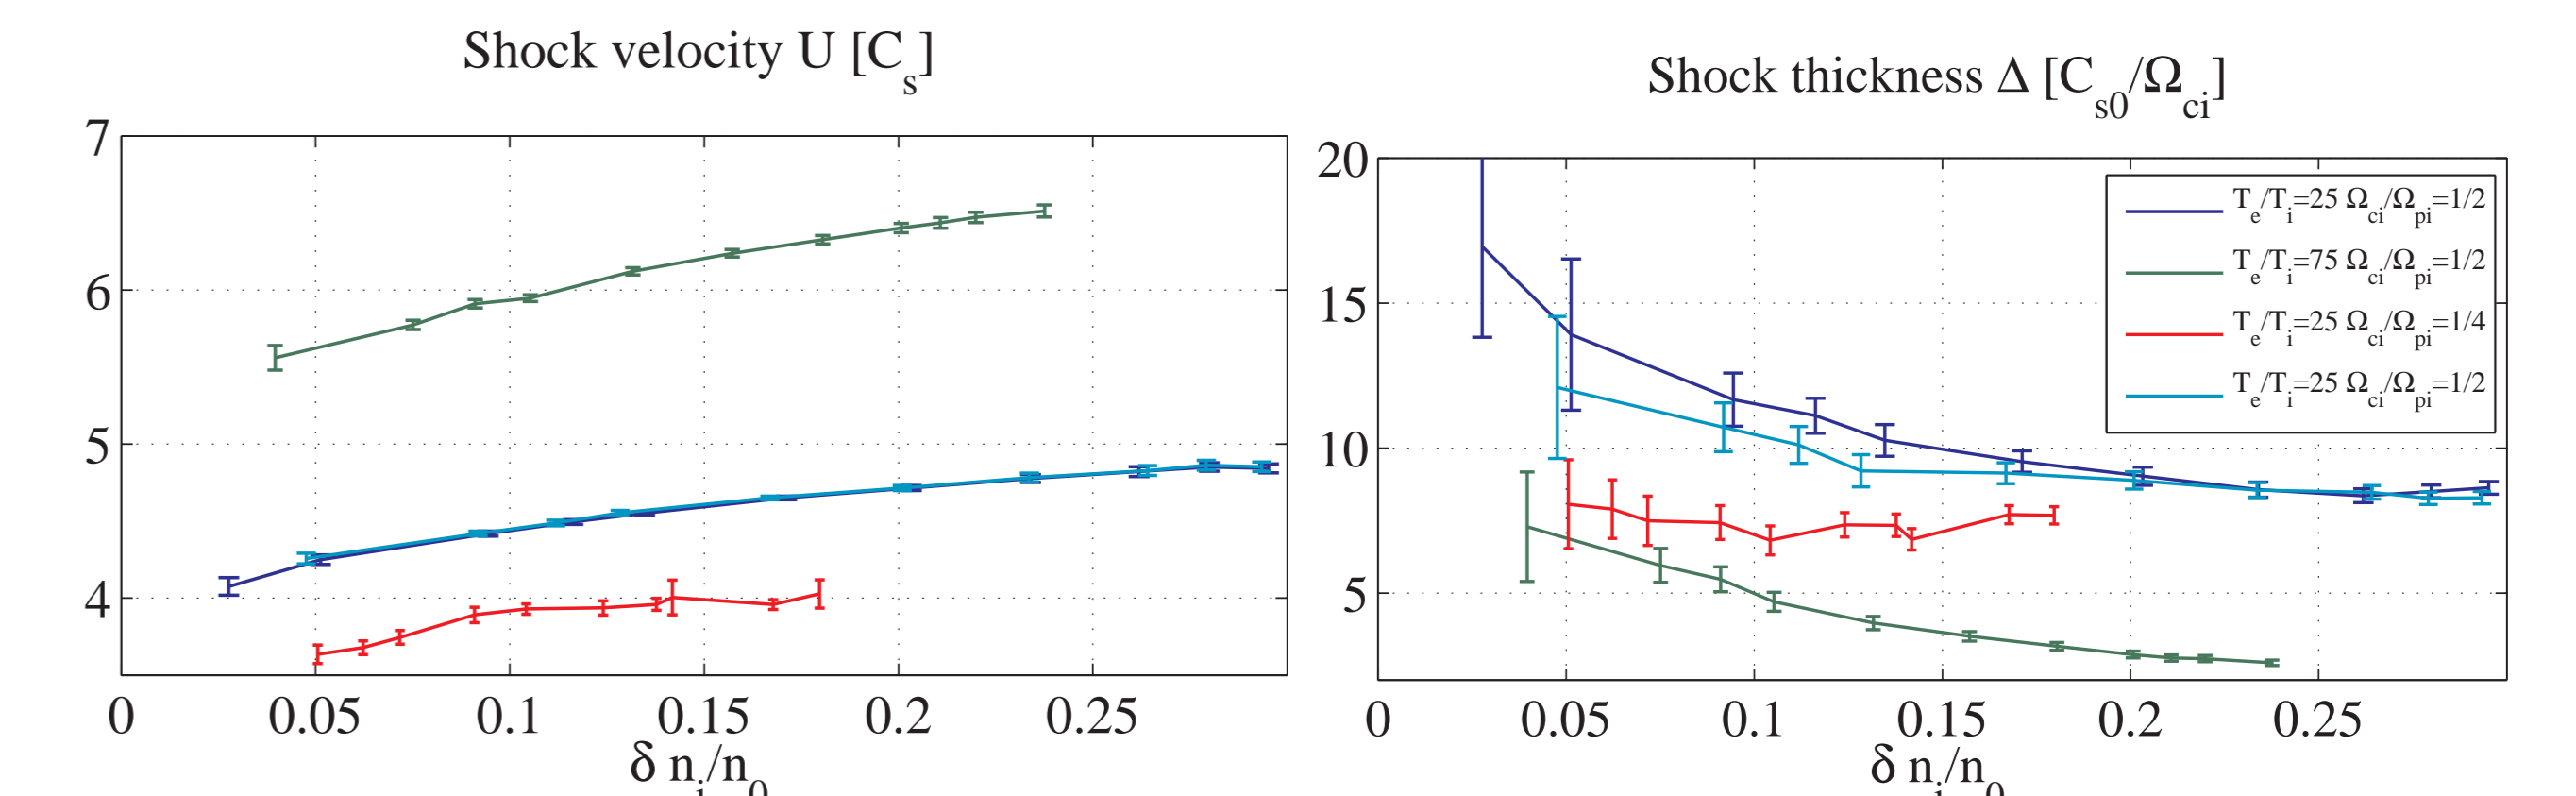 Shock velocity U [C_s]
7
6
5
4
0 0.05 0.1 0.15 0.2 0.25
δ n_i/n_0
Shock thickness Δ [C_s0/Ω_ci]
20
15
10
5
0 0.05 0.1 0.15 0.2 0.25
δ n_i/n_0
T_e/T_i=25 Ω_ci/Ω_pi=1/2
T_e/T_i=75 Ω_ci/Ω_pi=1/2
T_e/T_i=25 Ω_ci/Ω_pi=1/4
T_e/T_i=25 Ω_ci/Ω_pi=1/2